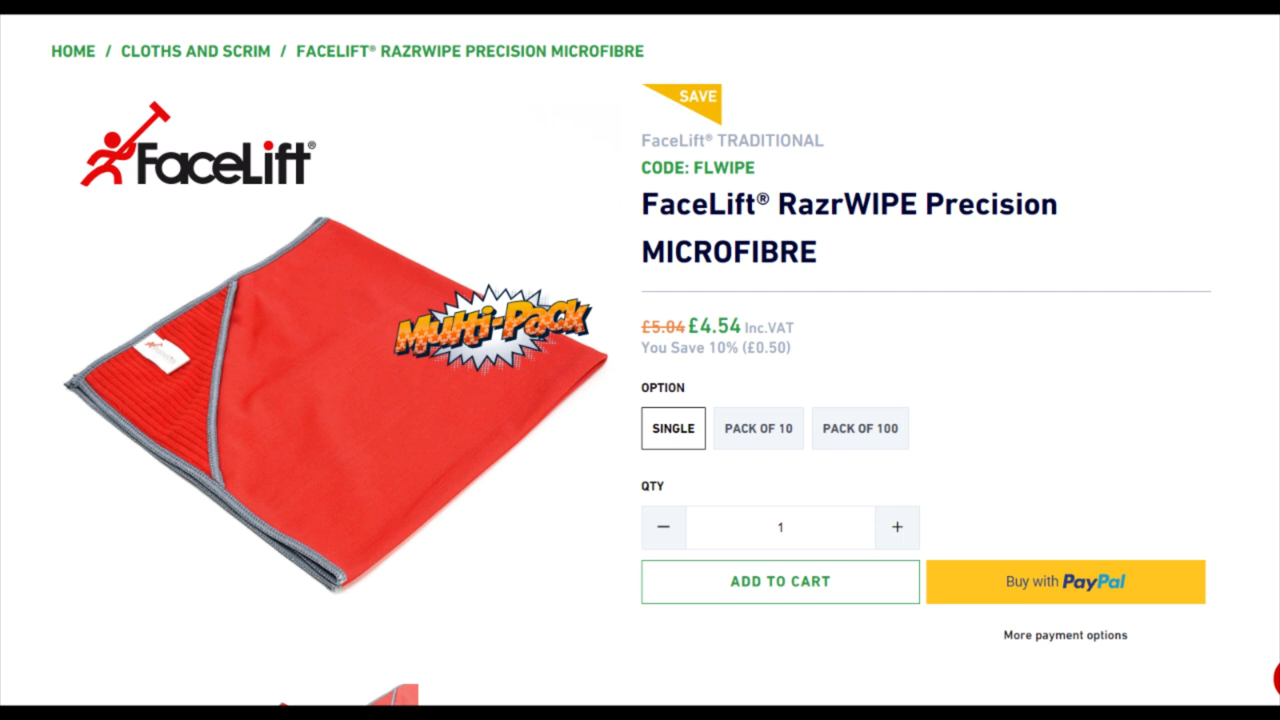 HOME / CLOTHS AND SCRIM / FACELIFT® RAZRWIPE PRECISION MICROFIBRE
FaceLift®
Multi-Pack
SAVE
FaceLift® TRADITIONAL
CODE: FLWIPE
FaceLift® RazrWIPE Precision
MICROFIBRE
£5.04 £4.54 Inc.VAT
You Save 10% (£0.50)
OPTION
SINGLE PACK OF 10 PACK OF 100
QTY
− 1 +
ADD TO CART Buy with PayPal
More payment options